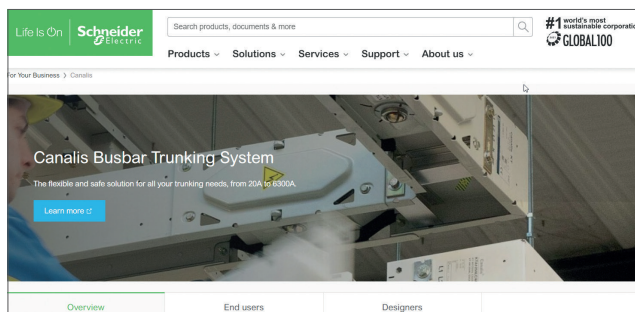 Life Is On | Schneider Electric
Search products, documents & more
#1 world's most
sustainable corporatio
GLOBAL100
Products
Solutions
Services
Support
About us
For Your Business > Canalis
Canalis Busbar Trunking System
The flexible and safe solution for all your trunking needs, from 20A to 6300A.
Learn more
Overview
End users
Designers